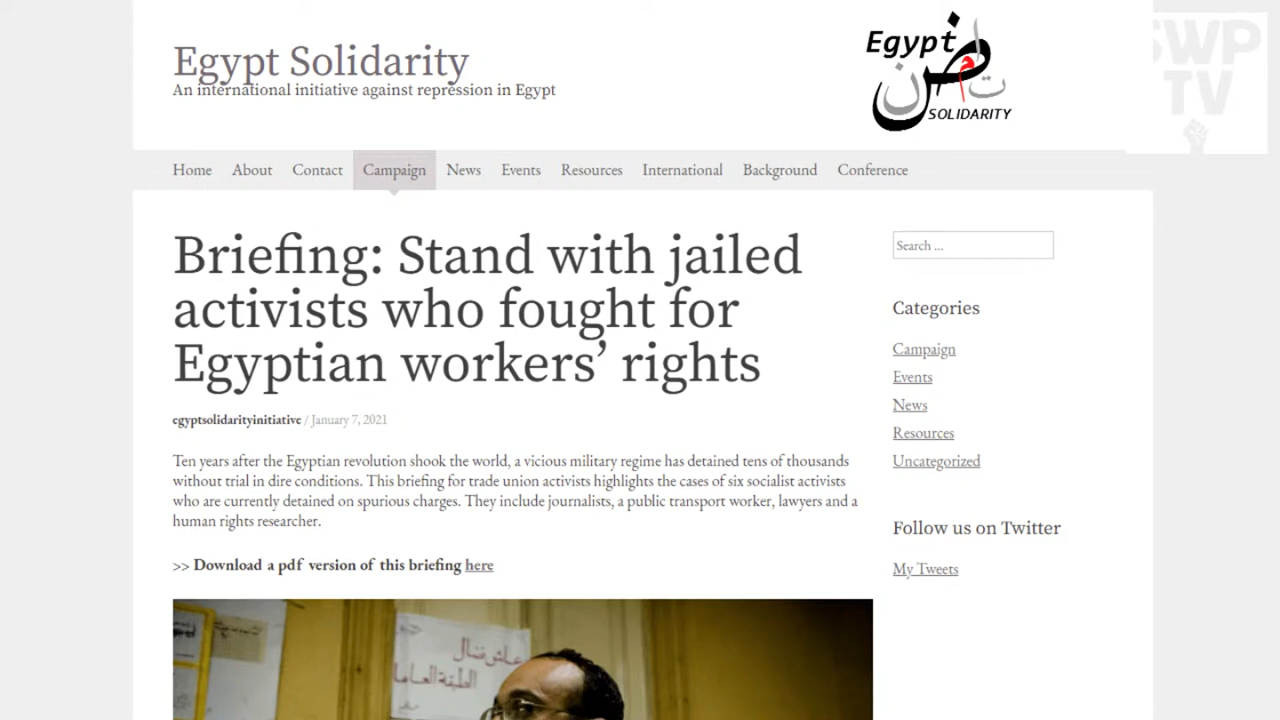 Egypt Solidarity
An international initiative against repression in Egypt
Egypt
تضامن
SOLIDARITY
SWP
TV
Home About Contact Campaign News Events Resources International Background Conference
Briefing: Stand with jailed
activists who fought for
Egyptian workers’ rights
egyptsolidarityinitiative / January 7, 2021
Ten years after the Egyptian revolution shook the world, a vicious military regime has detained tens of thousands
without trial in dire conditions. This briefing for trade union activists highlights the cases of six socialist activists
who are currently detained on spurious charges. They include journalists, a public transport worker, lawyers and a
human rights researcher.
>> Download a pdf version of this briefing here
Search ...
Categories
Campaign
Events
News
Resources
Uncategorized
Follow us on Twitter
My Tweets
عاش نضال
الطبقة العاما